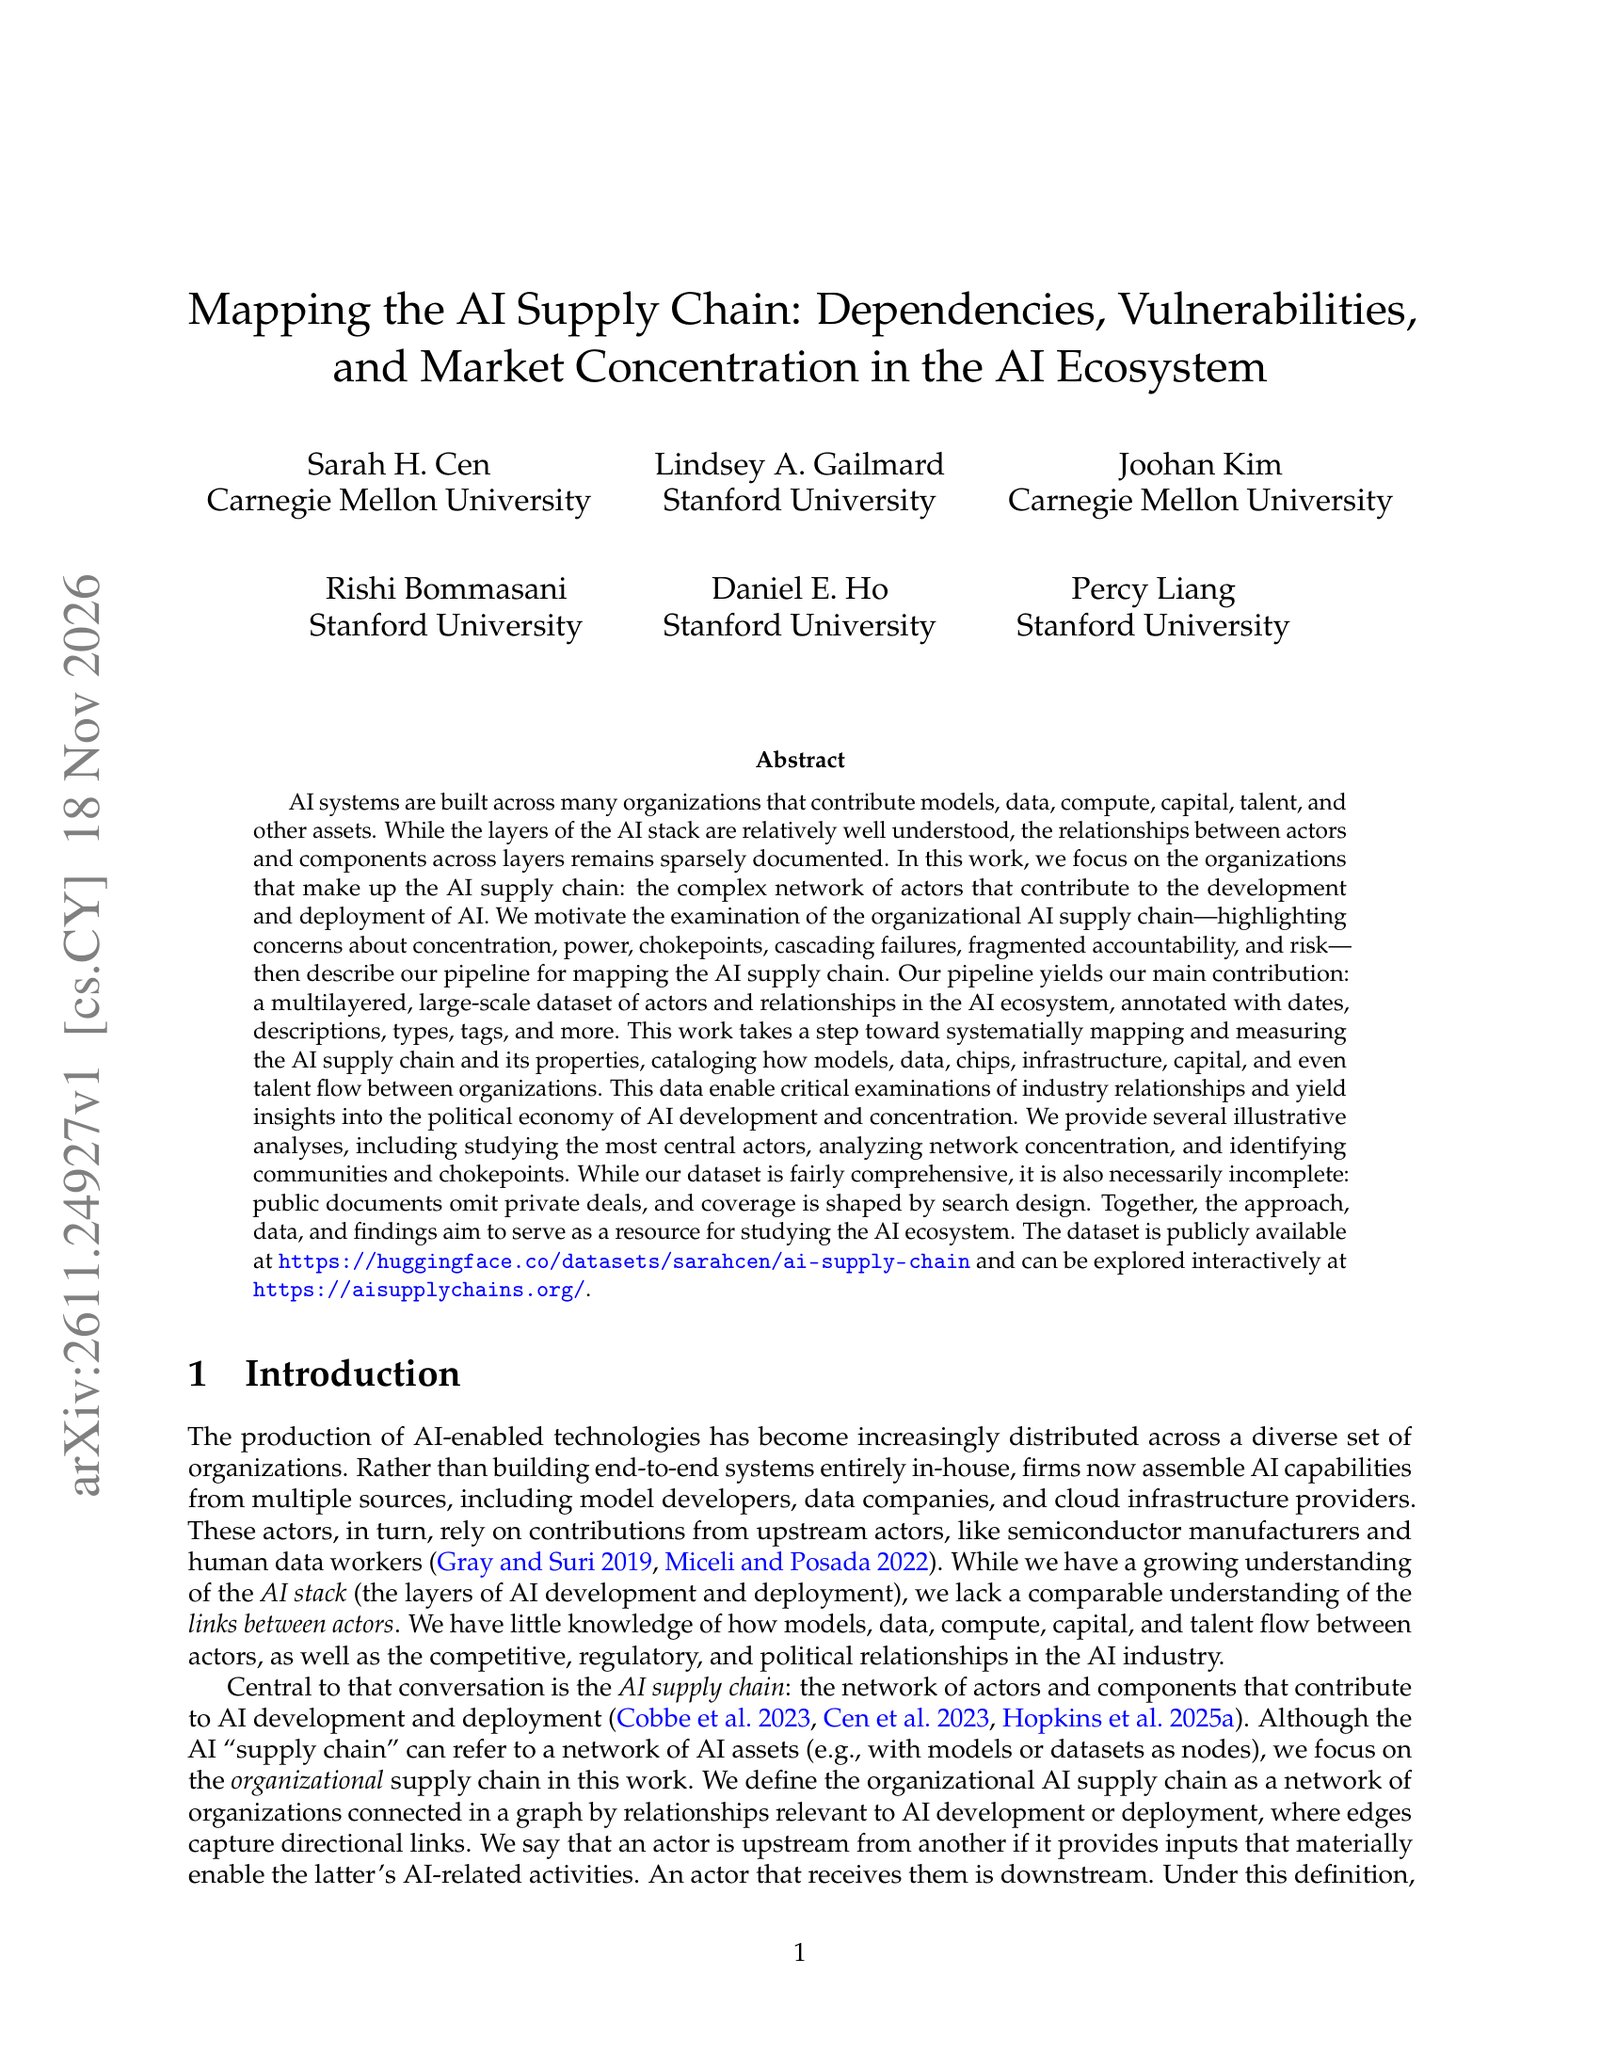 Mapping the AI Supply Chain: Dependencies, Vulnerabilities,
and Market Concentration in the AI Ecosystem
Sarah H. Cen
Carnegie Mellon University
Lindsey A. Gailmard
Stanford University
Joohan Kim
Carnegie Mellon University
Rishi Bommasani
Stanford University
Daniel E. Ho
Stanford University
Percy Liang
Stanford University
arXiv:2611.24927v1 [cs.CY] 18 Nov 2026
Abstract
AI systems are built across many organizations that contribute models, data, compute, capital, talent, and
other assets. While the layers of the AI stack are relatively well understood, the relationships between actors
and components across layers remains sparsely documented. In this work, we focus on the organizations
that make up the AI supply chain: the complex network of actors that contribute to the development
and deployment of AI. We motivate the examination of the organizational AI supply chain—highlighting
concerns about concentration, power, chokepoints, cascading failures, fragmented accountability, and risk—
then describe our pipeline for mapping the AI supply chain. Our pipeline yields our main contribution:
a multilayered, large-scale dataset of actors and relationships in the AI ecosystem, annotated with dates,
descriptions, types, tags, and more. This work takes a step toward systematially mapping and measuring
the AI supply chain and its properties, cataloging how models, data, chips, infrastructure, capital, and even
talent flow between organizations. This data enable critical examinations of industry relationships and yield
insights into the political economy of AI development and concentration. We provide several illustrative
analyses, including studying the most central actors, analyzing network concentration, and identifying
communities and chokepoints. While our dataset is fairly comprehensive, it is also necessarily incomplete:
public documents omit private deals, and coverage is shaped by search design. Together, the approach,
data, and findings aim to serve as a resource for studying the AI ecosystem. The dataset is publicly available
at https://huggingface.co/datasets/sarahcen/ai-supply-chain and can be explored interactively at
https://aisupplychains.org/.
1 Introduction
The production of AI-enabled technologies has become increasingly distributed across a diverse set of
organizations. Rather than building end-to-end systems entirely in-house, firms now assemble AI capabilities
from multiple sources, including model developers, data companies, and cloud infrastructure providers.
These actors, in turn, rely on contributions from upstream actors, like semiconductor manufacturers and
human data workers (Gray and Suri 2019, Miceli and Posada 2022). While we have a growing understanding
of the AI stack (the layers of AI development and deployment), we lack a comparable understanding of the
links between actors. We have little knowledge of how models, data, compute, capital, and talent flow between
actors, as well as the competitive, regulatory, and political relationships in the AI industry.
Central to that conversation is the AI supply chain: the network of actors and components that contribute
to AI development and deployment (Cobbe et al. 2023, Cen et al. 2023, Hopkins et al. 2025a). Although the
AI “supply chain” can refer to a network of AI assets (e.g., with models or datasets as nodes), we focus on
the organizational supply chain in this work. We define the organizational AI supply chain as a network of
organizations connected in a graph by relationships relevant to AI development or deployment, where edges
capture directional links. We say that an actor is upstream from another if it provides inputs that materially
enable the latter’s AI-related activities. An actor that receives them is downstream. Under this definition,
1